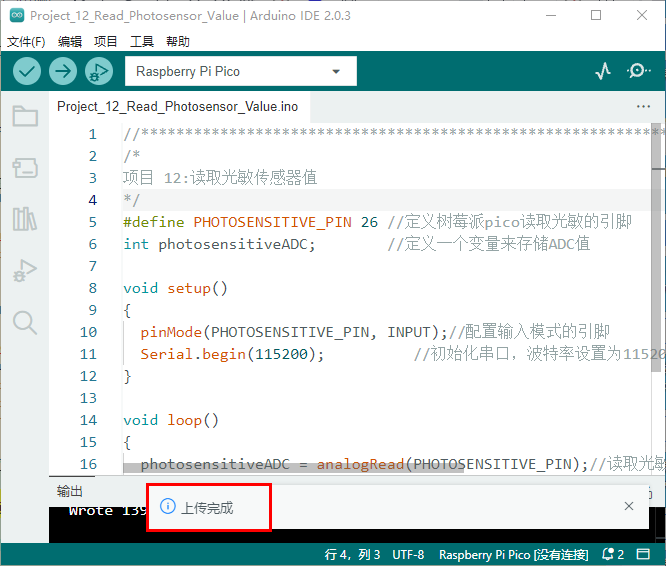 Project_12_Read_Photosensor_Value | Arduino IDE 2.0.3
文件(F) 编辑 项目 工具 帮助
Raspberry Pi Pico
Project_12_Read_Photosensor_Value.ino
1 //************************************************************
2 /*
3 项目 12:读取光敏传感器值
4 */
5 #define PHOTOSENSITIVE_PIN 26 //定义树莓派pico读取光敏的引脚
6 int photosensitiveADC; //定义一个变量来存储ADC值
7
8 void setup()
9 {
10 pinMode(PHOTOSENSITIVE_PIN, INPUT);//配置输入模式的引脚
11 Serial.begin(115200); //初始化串口，波特率设置为115200
12 }
13
14 void loop()
15 {
16 photosensitiveADC = analogRead(PHOTOSENSITIVE_PIN);//读取光敏
输出
Wrote 139
上传完成
行 4，列 3 UTF-8 Raspberry Pi Pico [没有连接] 2